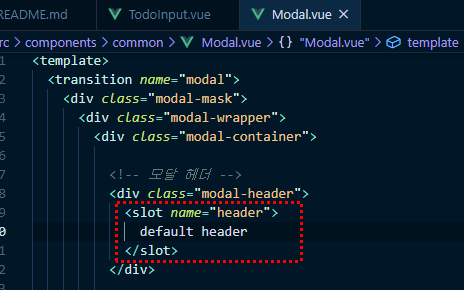 README.md TodoInput.vue Modal.vue ×
rc > components > common > Modal.vue > {} "Modal.vue" > template
1 <template>
2 <transition name="modal">
3 <div class="modal-mask">
4 <div class="modal-wrapper">
5 <div class="modal-container">
6
7 <!-- 모달 헤더 -->
8 <div class="modal-header">
9 <slot name="header">
0 default header
1 </slot>
2 </div>